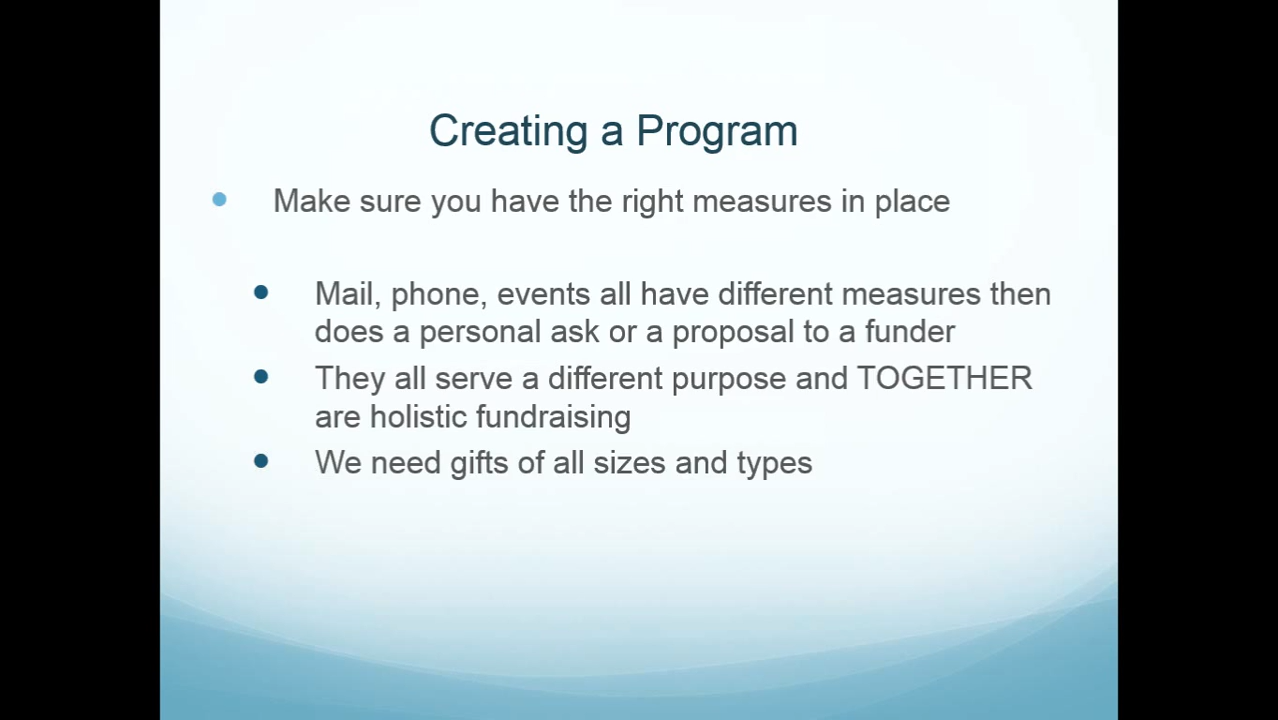 Creating a Program
Make sure you have the right measures in place
Mail, phone, events all have different measures then
does a personal ask or a proposal to a funder
They all serve a different purpose and TOGETHER
are holistic fundraising
We need gifts of all sizes and types